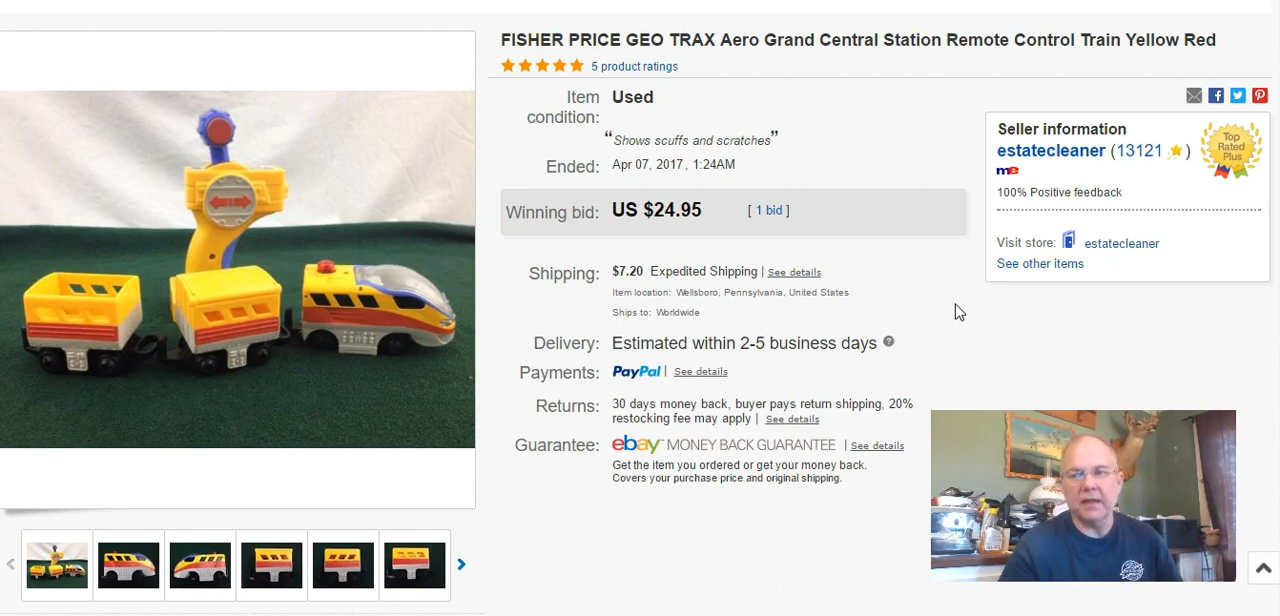 FISHER PRICE GEO TRAX Aero Grand Central Station Remote Control Train Yellow Red
5 product ratings
Item condition: Used
“Shows scuffs and scratches”
Ended: Apr 07, 2017 , 1:24AM
Winning bid: US $24.95 [ 1 bid ]
Shipping: $7.20 Expedited Shipping | See details
Item location: Wellsboro, Pennsylvania, United States
Ships to: Worldwide
Delivery: Estimated within 2-5 business days
Payments: PayPal | See details
Returns: 30 days money back, buyer pays return shipping, 20%
restocking fee may apply | See details
Guarantee: ebay MONEY BACK GUARANTEE | See details
Get the item you ordered or get your money back.
Covers your purchase price and original shipping.
Seller information
estatecleaner (13121 )
me
100% Positive feedback
Top
Rated
Plus
Visit store: estatecleaner
See other items